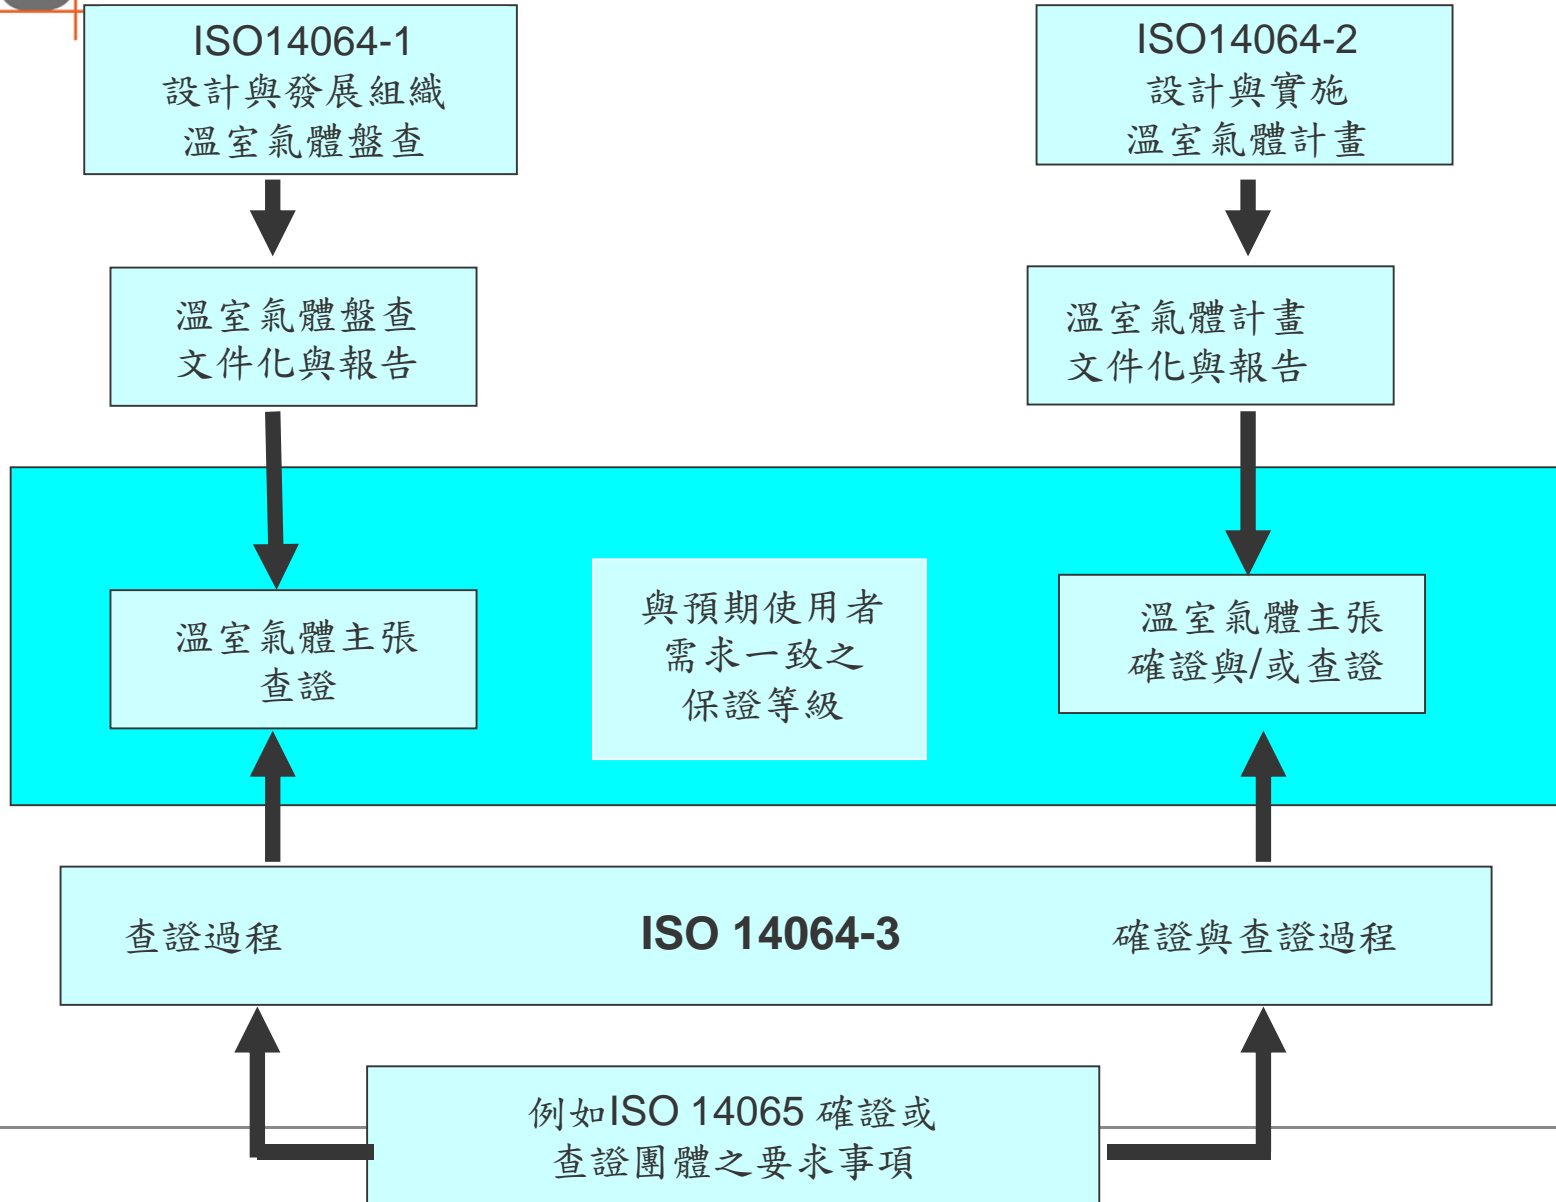 ISO14064-1
設計與發展組織
溫室氣體盤查
ISO14064-2
設計與實施
溫室氣體計畫
溫室氣體盤查
文件化與報告
溫室氣體計畫
文件化與報告
溫室氣體主張
查證
與預期使用者
需求一致之
保證等級
溫室氣體主張
確證與/或查證
查證過程
ISO 14064-3
確證與查證過程
例如ISO 14065 確證或
查證團體之要求事項